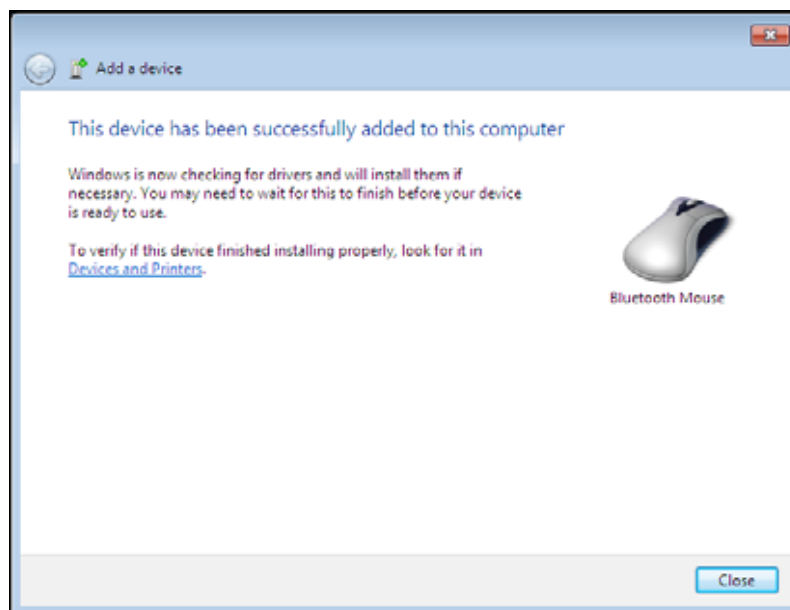 Add a device
This device has been successfully added to this computer
Windows is now checking for drivers and will install them if
necessary. You may need to wait for this to finish before your device
is ready to use.
To verify if this device finished installing properly, look for it in
Devices and Printers.
Bluetooth Mouse
Close